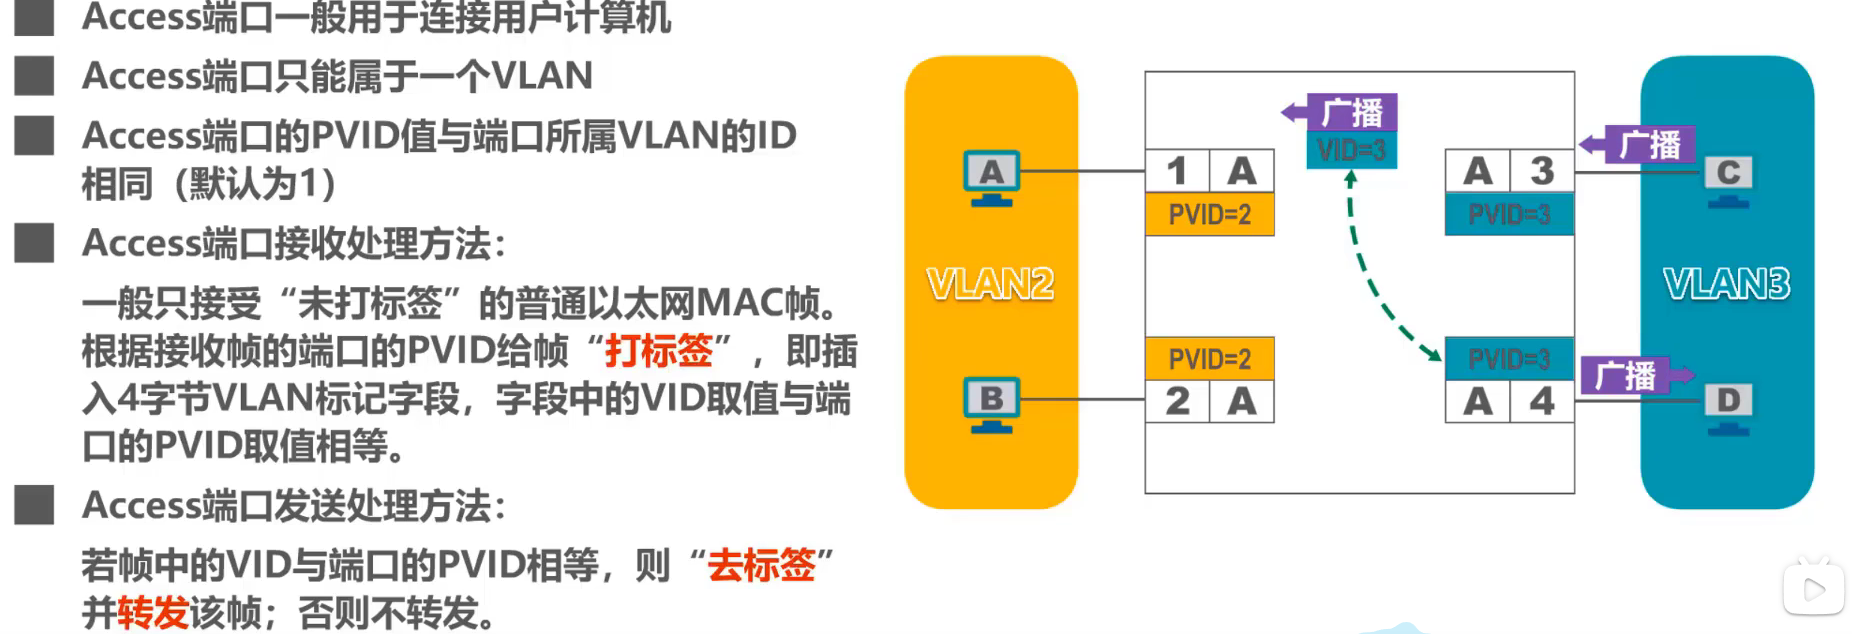 Access端口一般用于连接用户计算机
Access端口只能属于一个VLAN
Access端口的PVID值与端口所属VLAN的ID
相同（默认为1）
Access端口接收处理方法：
一般只接受“未打标签”的普通以太网MAC帧。
根据接收帧的端口的PVID给帧“打标签”，即插
入4字节VLAN标记字段，字段中的VID取值与端
口的PVID取值相等。
Access端口发送处理方法：
若帧中的VID与端口的PVID相等，则“去标签”
并转发该帧；否则不转发。
广播
VID=3
广播
A
1 A
A 3
C
PVID=2
PVID=3
VLAN2
VLAN3
PVID=2
PVID=3
广播
B
2 A
A 4
D